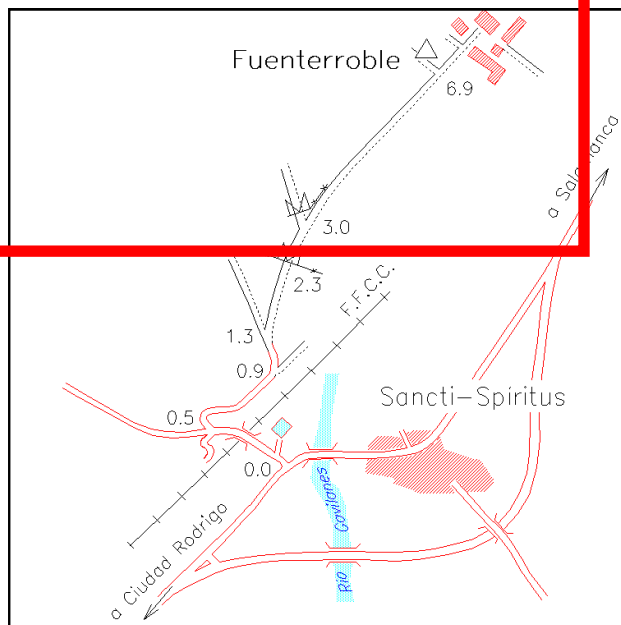 Fuenterroble
6.9
a Salamanca
3.0
2.3
F.F.C.C.
1.3
0.9
Sancti-Spíritus
0.5
0.0
Río Gavilanes
a Ciudad Rodrigo